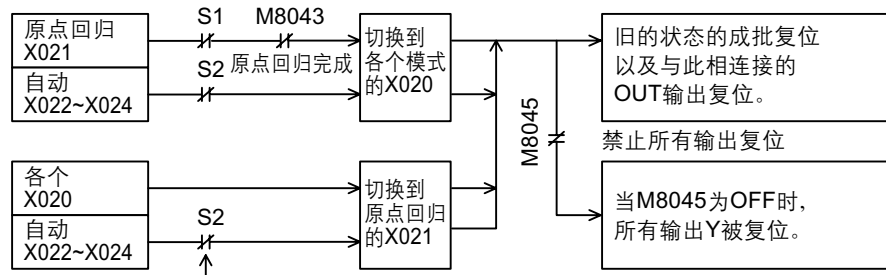 原点回归
X021
S1
M8043
原点回归完成
自动
X022~X024
S2
切换到
各个模式
的X020
旧的状态的成批复位
以及与此相连接的
OUT输出复位。
M8045
禁止所有输出复位
各个
X020
自动
X022~X024
S2
切换到
原点回归
的X021
当M8045为OFF时,
所有输出Y被复位。